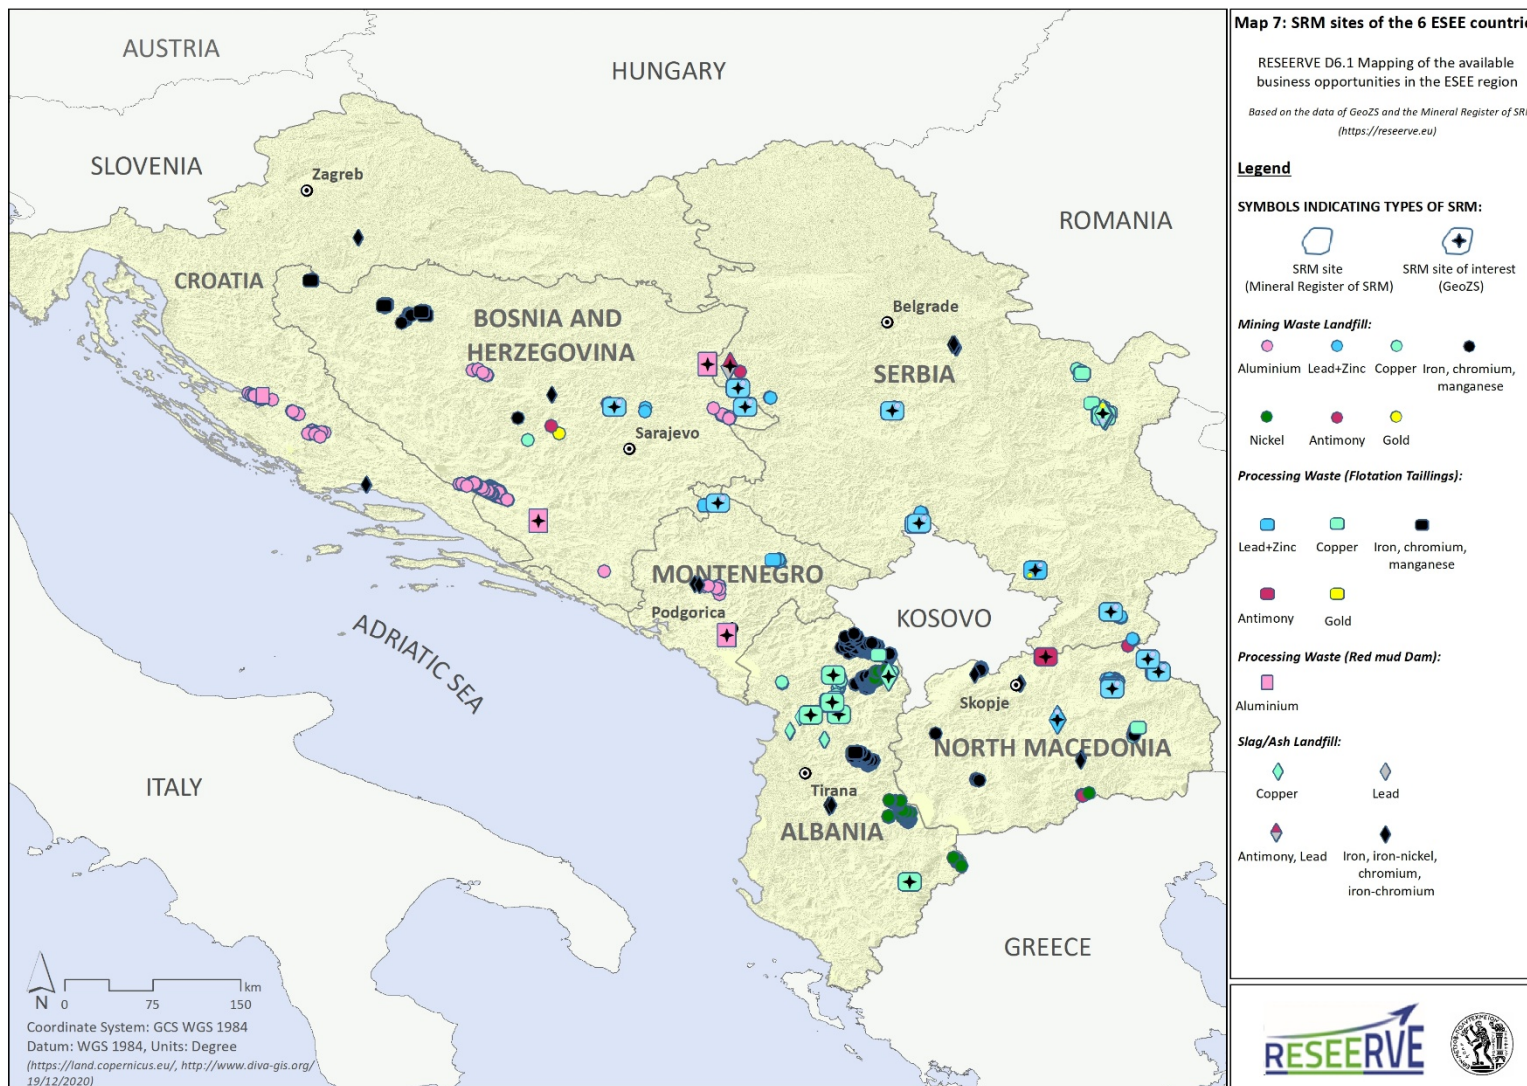 AUSTRIA
HUNGARY
SLOVENIA
Zagreb
ROMANIA
CROATIA
BOSNIA AND
HERZEGOVINA
Belgrade
SERBIA
Sarajevo
MONTENEGRO
Podgorica
KOSOVO
ADRIATIC SEA
Skopje
NORTH MACEDONIA
ITALY
Tirana
ALBANIA
GREECE
N
0 75 150
km
Coordinate System: GCS WGS 1984
Datum: WGS 1984, Units: Degree
(https://land.copernicus.eu/, http://www.diva-gis.org/
19/12/2020)
Map 7: SRM sites of the 6 ESEE countrie
RESEERVE D6.1 Mapping of the available
business opportunities in the ESEE region
Based on the data of GeoZS and the Mineral Register of SRM
(https://reseerve.eu)
Legend
SYMBOLS INDICATING TYPES OF SRM:
SRM site
(Mineral Register of SRM)
SRM site of interest
(GeoZS)
Mining Waste Landfill:
Aluminium Lead+Zinc Copper Iron, chromium,
manganese
Nickel Antimony Gold
Processing Waste (Flotation Taillings):
Lead+Zinc Copper Iron, chromium,
manganese
Antimony Gold
Processing Waste (Red mud Dam):
Aluminium
Slag/Ash Landfill:
Copper Lead
Antimony, Lead Iron, iron-nickel,
chromium,
iron-chromium
RESEERVE